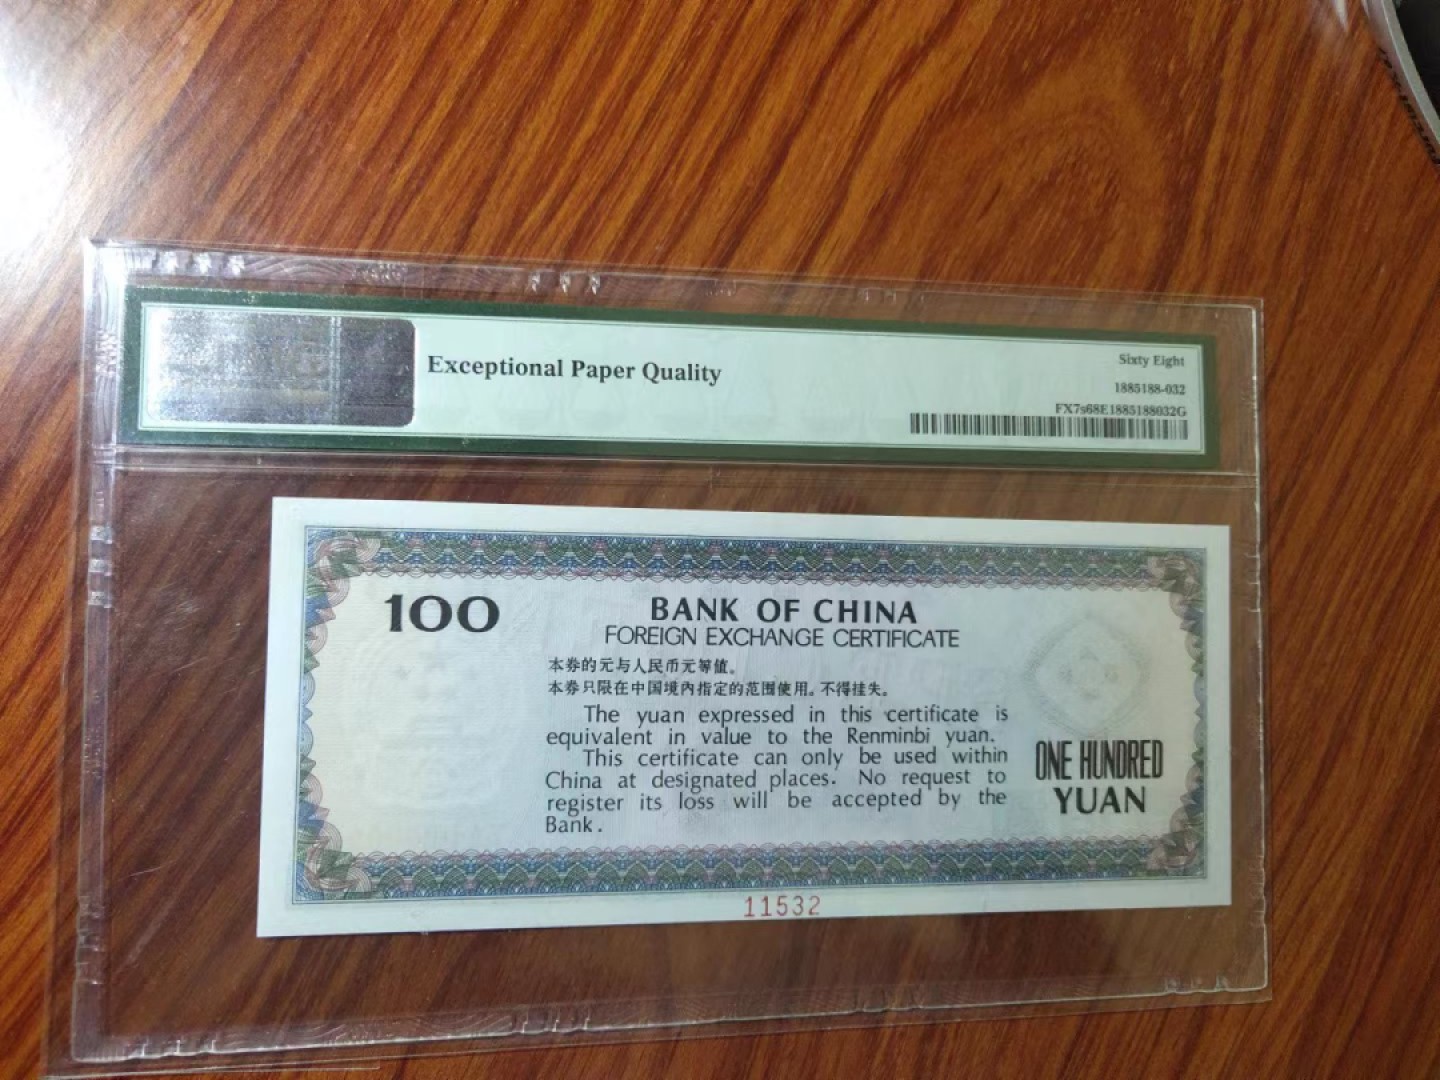 Exceptional Paper Quality
Sixty Eight
1885188-032
FX7s68E1885188032G
100
BANK OF CHINA
FOREIGN EXCHANGE CERTIFICATE
本券的元与人民币元等值。
本券只限在中国境内指定的范围使用。不得挂失。
The yuan expressed in this certificate is
equivalent in value to the Renminbi yuan.
This certificate can only be used within
China at designated places. No request to
register its loss will be accepted by the
Bank.
ONE HUNDRED
YUAN
11532